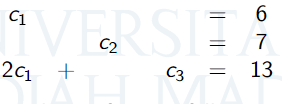 c₁ = 6
c₂ = 7
2c₁ + c₃ = 13